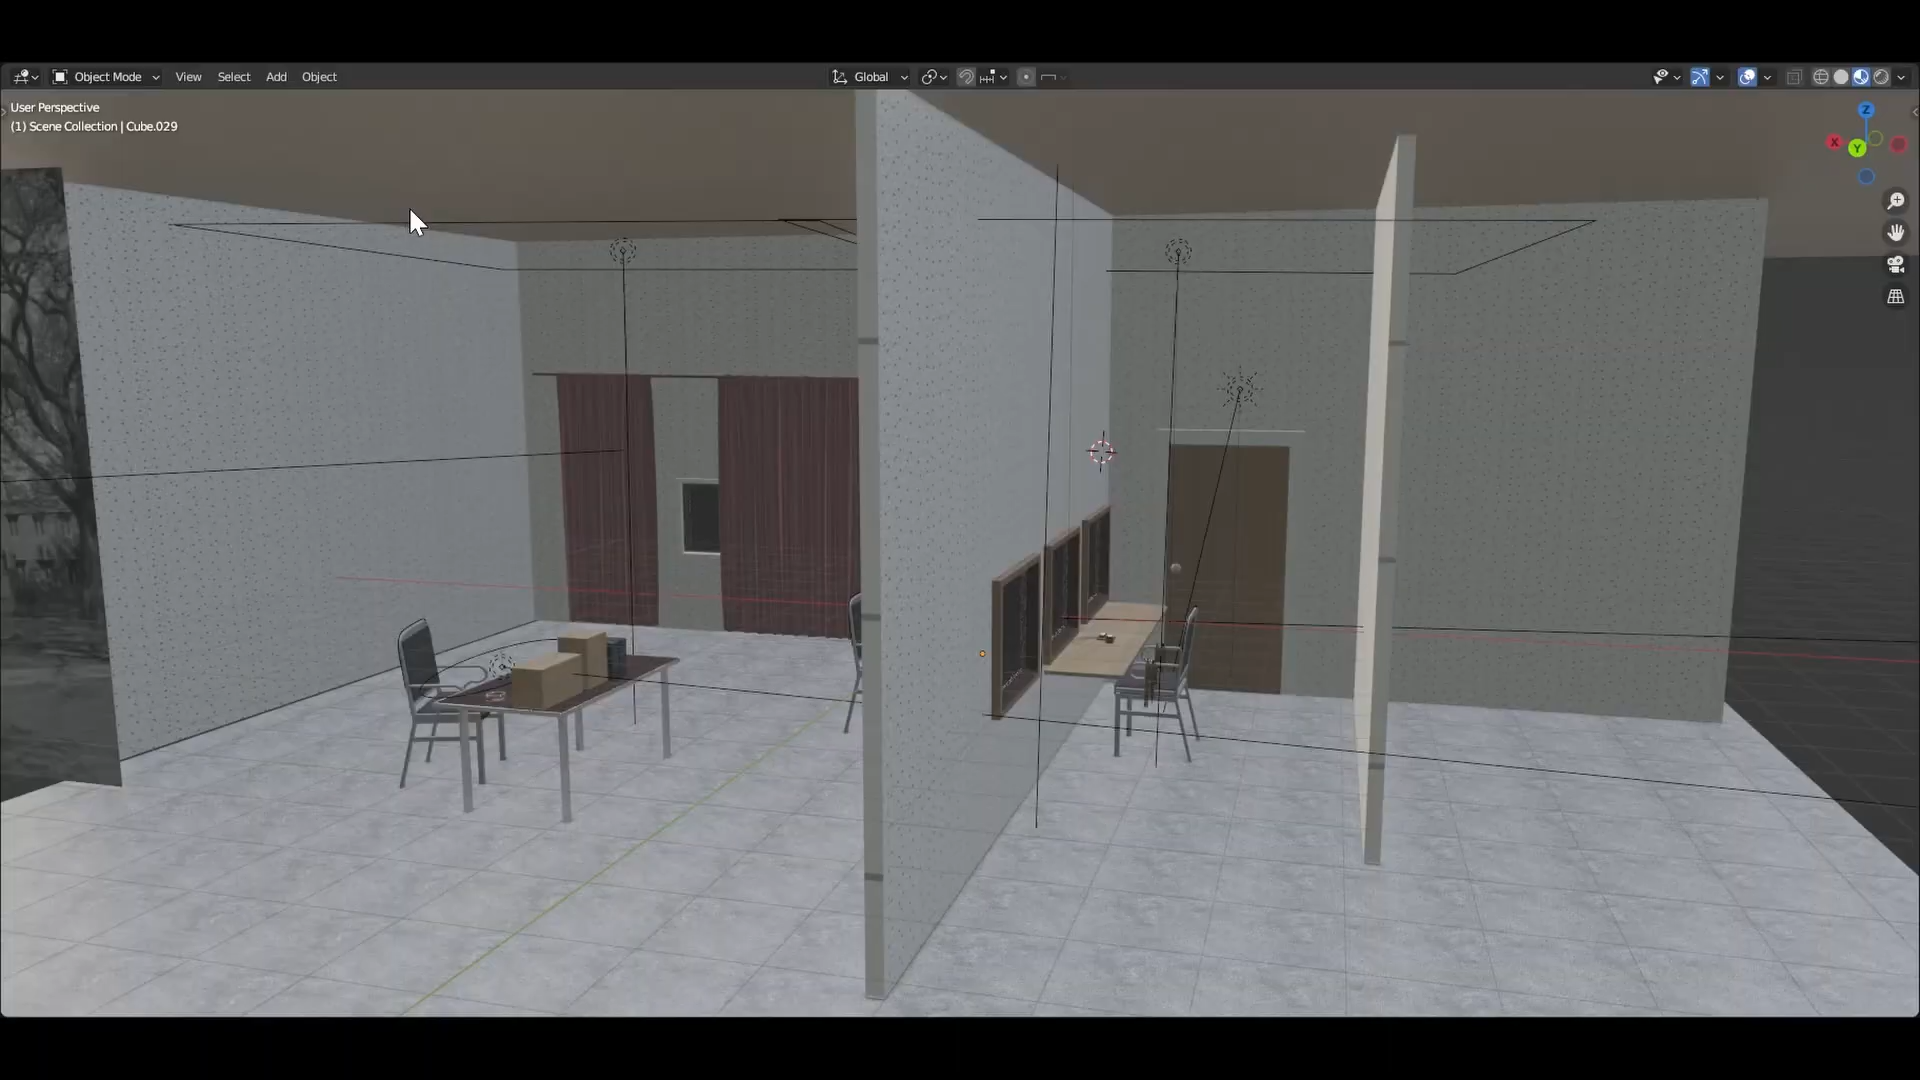 Object Mode View Select Add Object Global
User Perspective
(1) Scene Collection | Cube.029
Z
X
Y